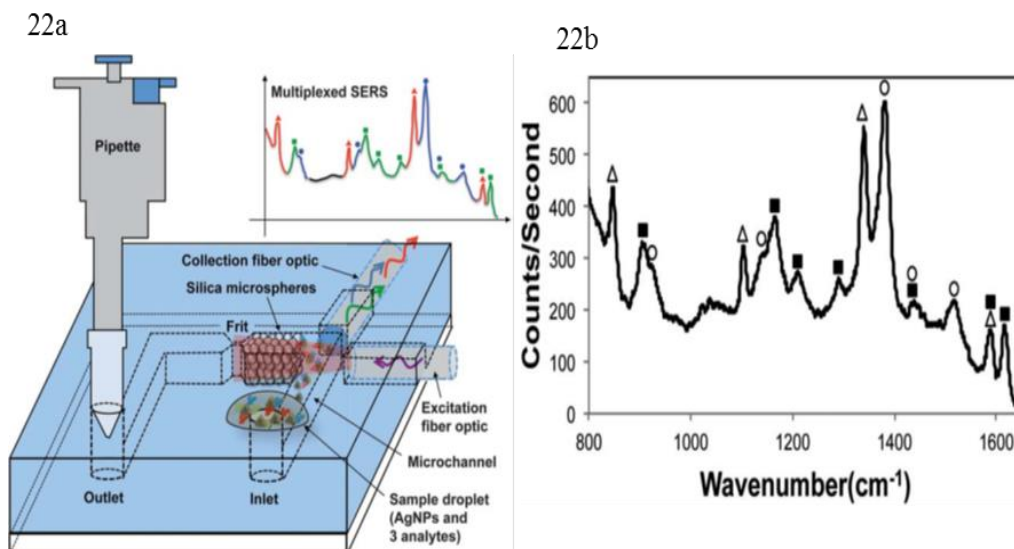 22a
Multiplexed SERS
Pipette
Collection fiber optic
Silica microspheres
Frit
Excitation
fiber optic
Microchannel
Sample droplet
(AgNPs and
3 analytes)
Outlet
Inlet
22b
Counts/Second
600
500
400
300
200
100
0
800
1000
1200
1400
1600
Wavenumber(cm⁻¹)